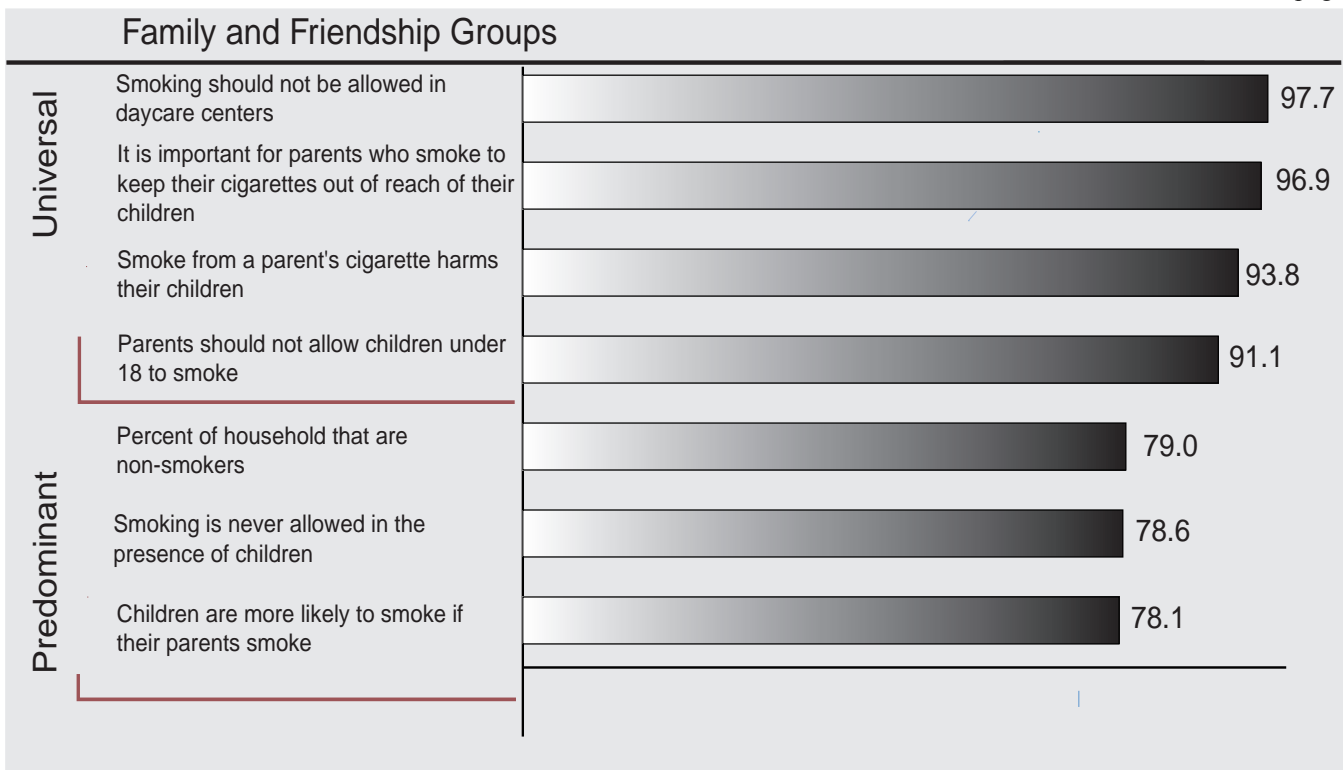 Family and Friendship Groups
Universal
Smoking should not be allowed in
daycare centers
97.7
It is important for parents who smoke to
keep their cigarettes out of reach of their
children
96.9
Smoke from a parent's cigarette harms
their children
93.8
Parents should not allow children under
18 to smoke
91.1
Predominant
Percent of household that are
non-smokers
79.0
Smoking is never allowed in the
presence of children
78.6
Children are more likely to smoke if
their parents smoke
78.1